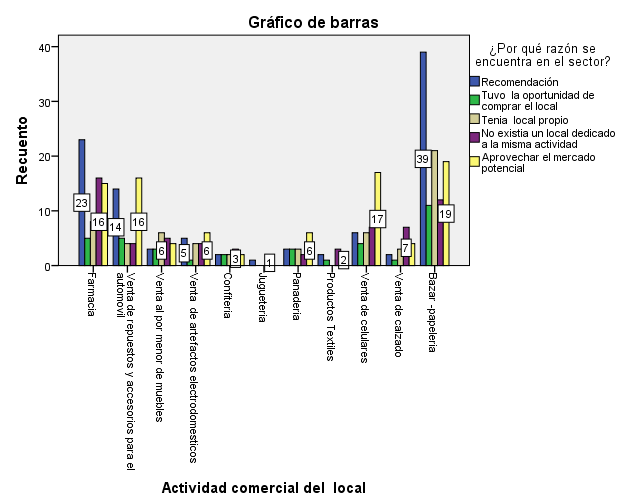 Gráfico de barras
¿Por qué razón se
encuentra en el sector?
Recomendación
Tuvo la oportunidad de
comprar el local
Tenia local propio
No existia un local dedicado
a la misma actividad
Aprovechar el mercado
potencial
Recuento
40
30
20
10
0
23
16
14
16
6
5
6
3
1
6
2
17
7
39
19
Farmacia
Venta de repuestos y accesorios para el
automovil
Venta al por menor de muebles
Venta de artefactos electrodomesticos
Confiteria
Jugueteria
Panaderia
Productos Textiles
Venta de celulares
Venta de calzado
Bazar -papeleria
Actividad comercial del local